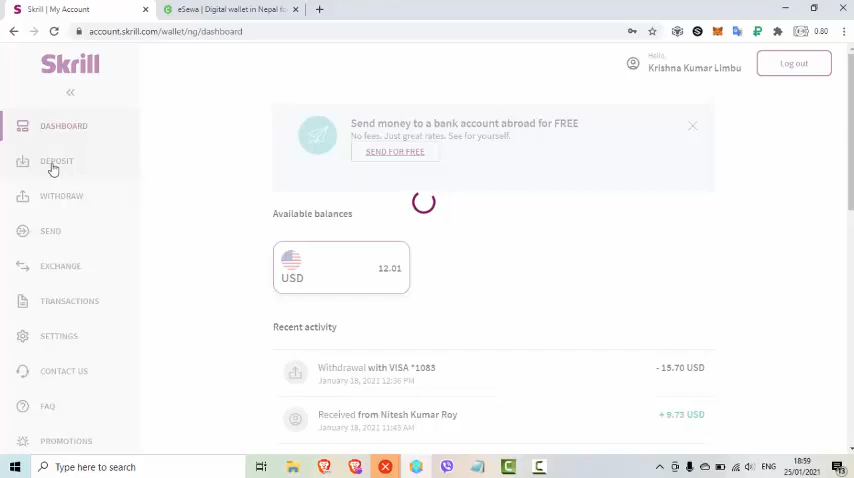 Skrill | My Account
eSewa | Digital wallet in Nepal fo
account.skrill.com/wallet/ng/dashboard
0.80
Skrill
Hello,
Krishna Kumar Limbu
Log out
DASHBOARD
DEPOSIT
WITHDRAW
SEND
EXCHANGE
TRANSACTIONS
SETTINGS
CONTACT US
FAQ
PROMOTIONS
Send money to a bank account abroad for FREE
No fees. Just great rates. See for yourself.
SEND FOR FREE
Available balances
USD
12.01
Recent activity
Withdrawal with VISA *1083
- 15.70 USD
January 18, 2021 12:36 PM
Received from Nitesh Kumar Roy
+ 9.73 USD
January 18, 2021 11:43 AM
Type here to search
ENG
18:59
25/01/2021